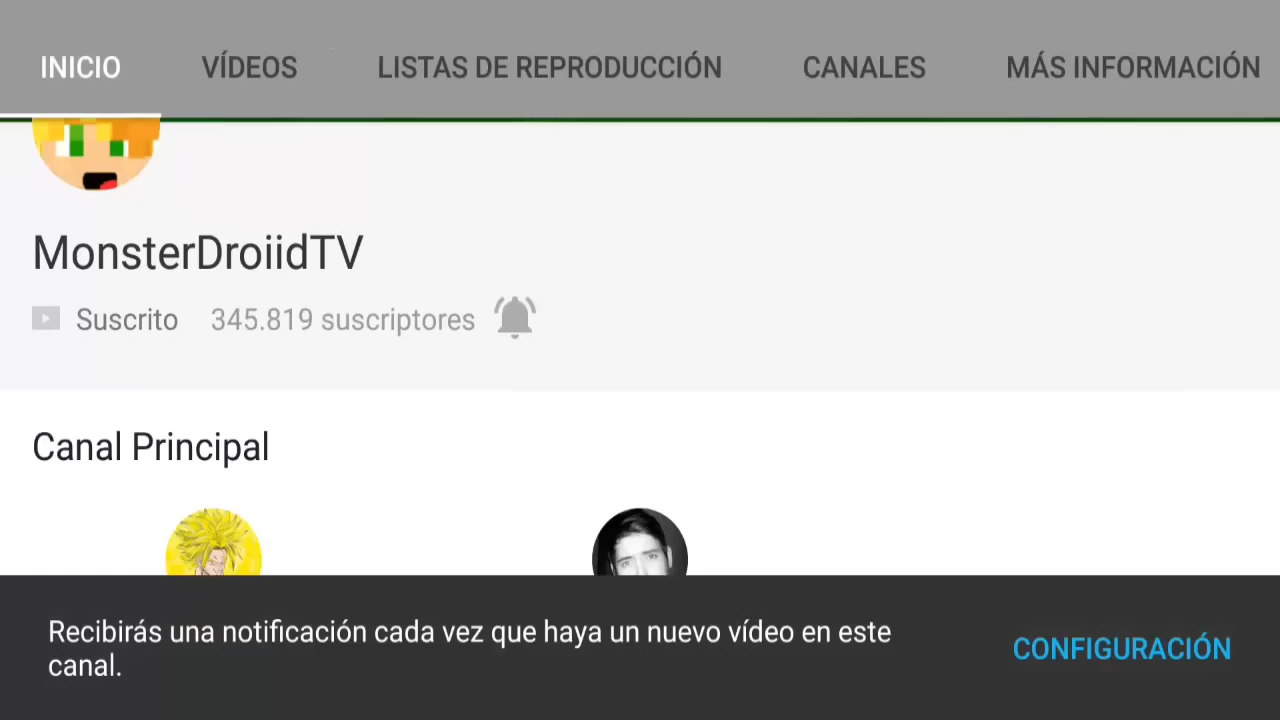 INICIO VÍDEOS LISTAS DE REPRODUCCIÓN CANALES MÁS INFORMACIÓN
MonsterDroiidTV
Suscrito 345.819 suscriptores
Canal Principal
Recibirás una notificación cada vez que haya un nuevo vídeo en este
canal.
CONFIGURACIÓN